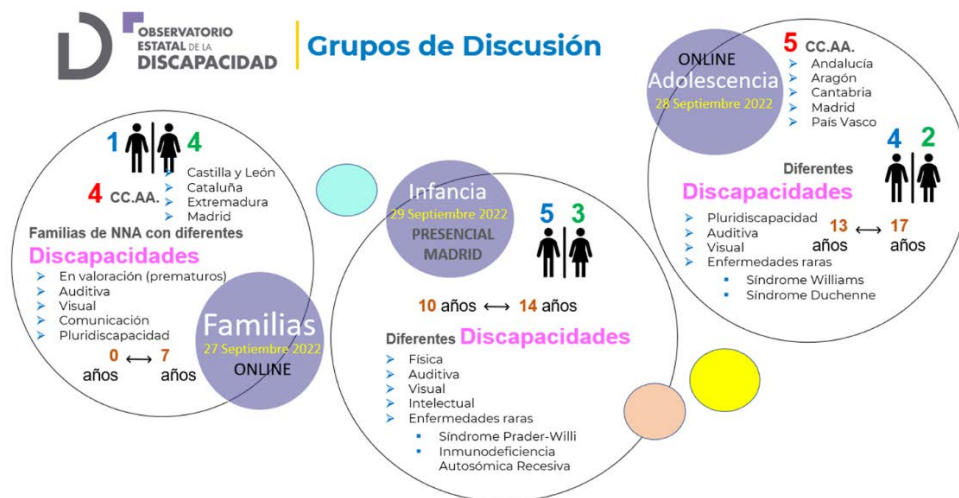 OBSERVATORIO
ESTATAL DE LA
DISCAPACIDAD
Grupos de Discusión
1 4
4 CC.AA.
Castilla y León
Cataluña
Extremadura
Madrid
Familias de NNA con diferentes
Discapacidades
En valoración (prematuros)
Auditiva
Visual
Comunicación
Pluridiscapacidad
0 ↔ 7
años años
Familias
27 Septiembre 2022
ONLINE
Infancia
29 Septiembre 2022
PRESENCIAL
MADRID
5 3
10 años ↔ 14 años
Diferentes Discapacidades
Física
Auditiva
Visual
Intelectual
Enfermedades raras
Síndrome Prader-Willi
Inmunodeficiencia
Autosómica Recesiva
ONLINE
Adolescencia
28 Septiembre 2022
5 CC.AA.
Andalucía
Aragón
Cantabria
Madrid
País Vasco
4 2
Diferentes
Discapacidades
Pluridiscapacidad
Auditiva
Visual
Enfermedades raras
Síndrome Williams
Síndrome Duchenne
13 ↔ 17
años años